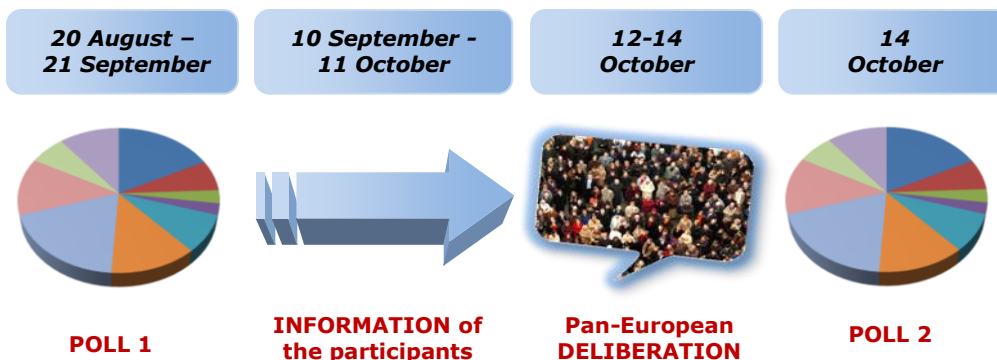 20 August –
21 September
10 September -
11 October
12-14
October
14
October
POLL 1
INFORMATION of
the participants
Pan-European
DELIBERATION
POLL 2